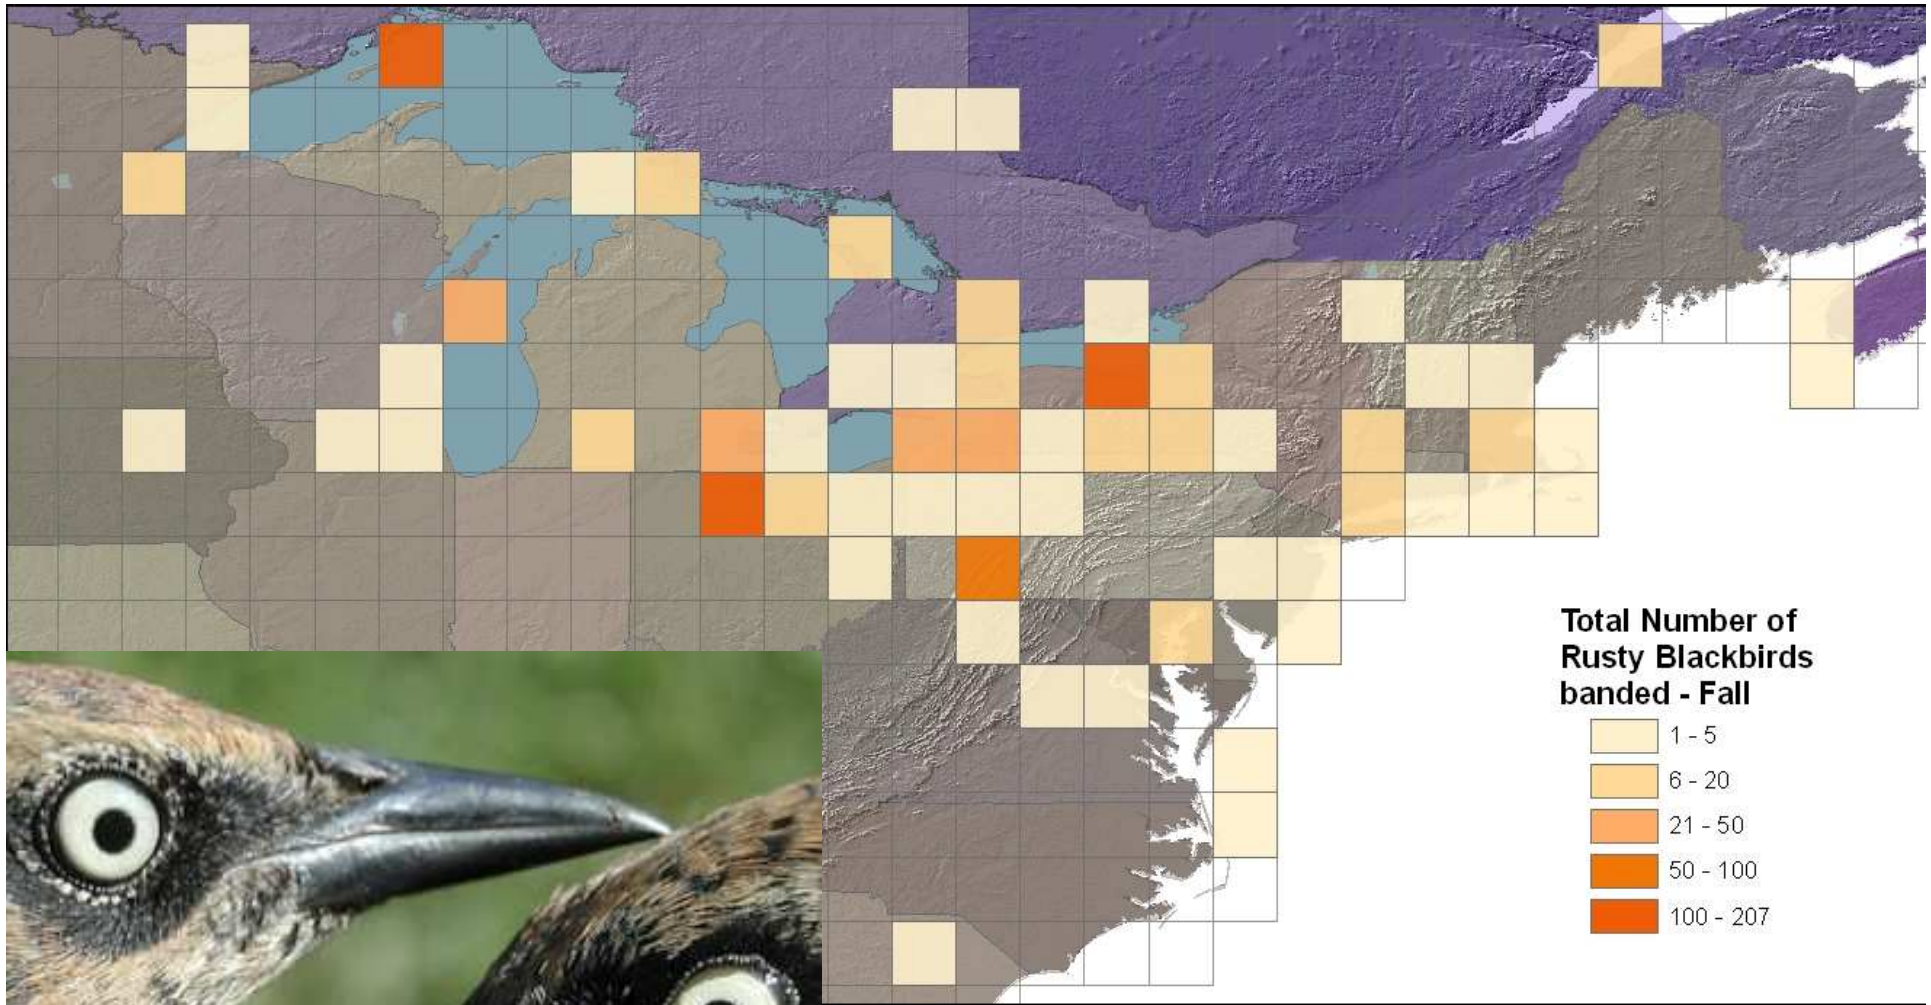 Total Number of
Rusty Blackbirds
banded - Fall
1 - 5
6 - 20
21 - 50
50 - 100
100 - 207